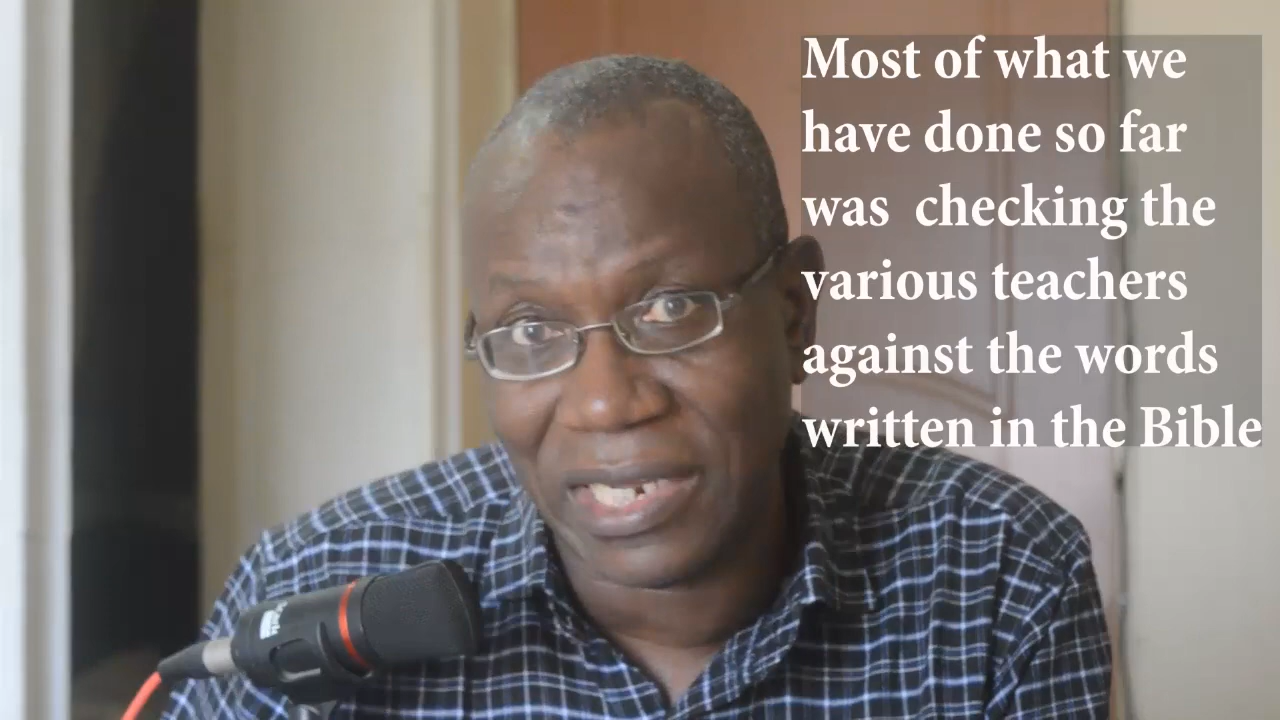 Most of what we
have done so far
was  checking the
various teachers
against the words
written in the Bible